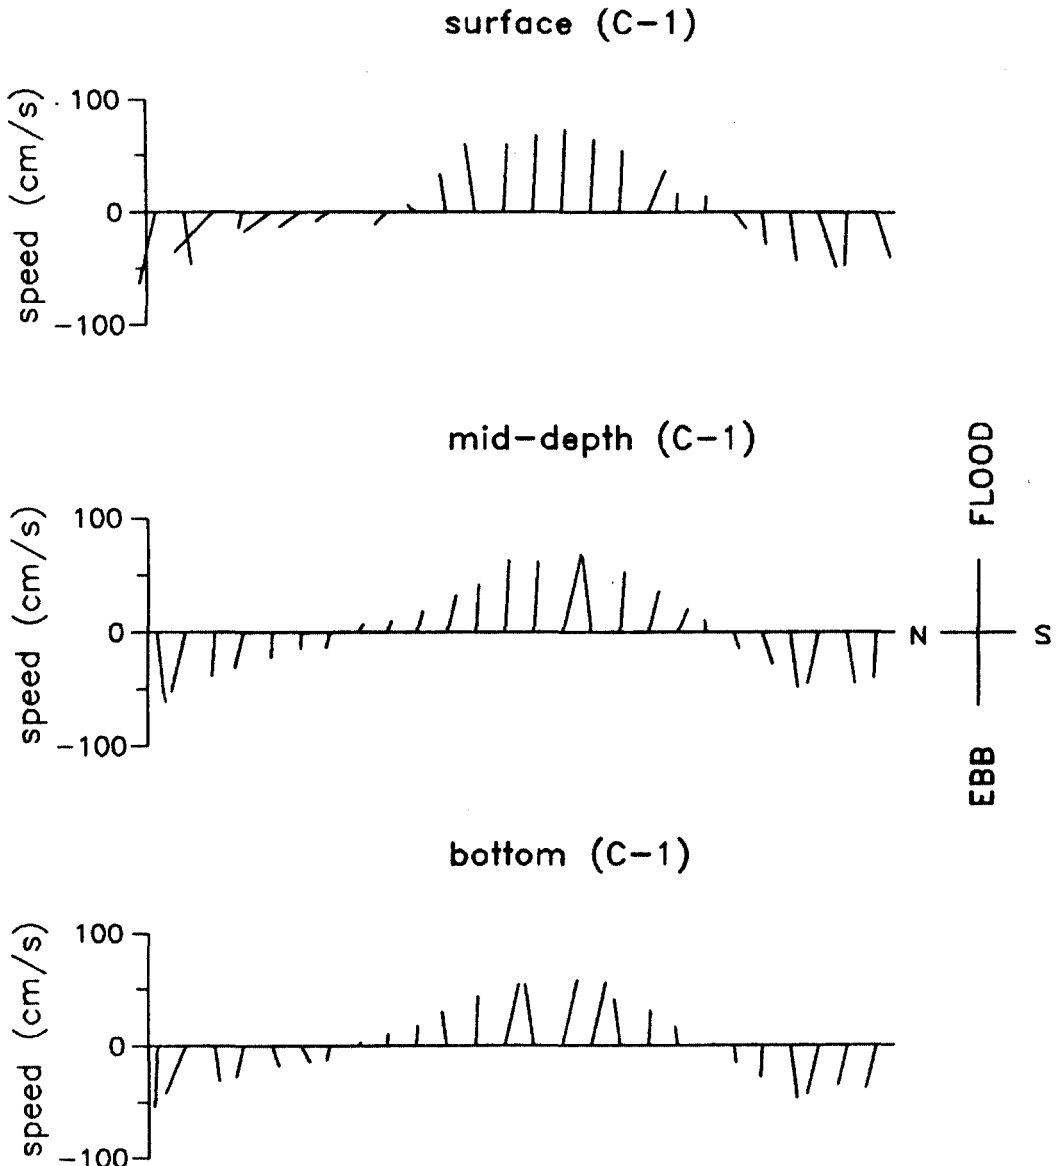 surface (C-1)
100
0
-100
speed (cm/s)
mid-depth (C-1)
100
0
-100
speed (cm/s)
FLOOD
N
S
EBB
bottom (C-1)
100
0
-100
speed (cm/s)